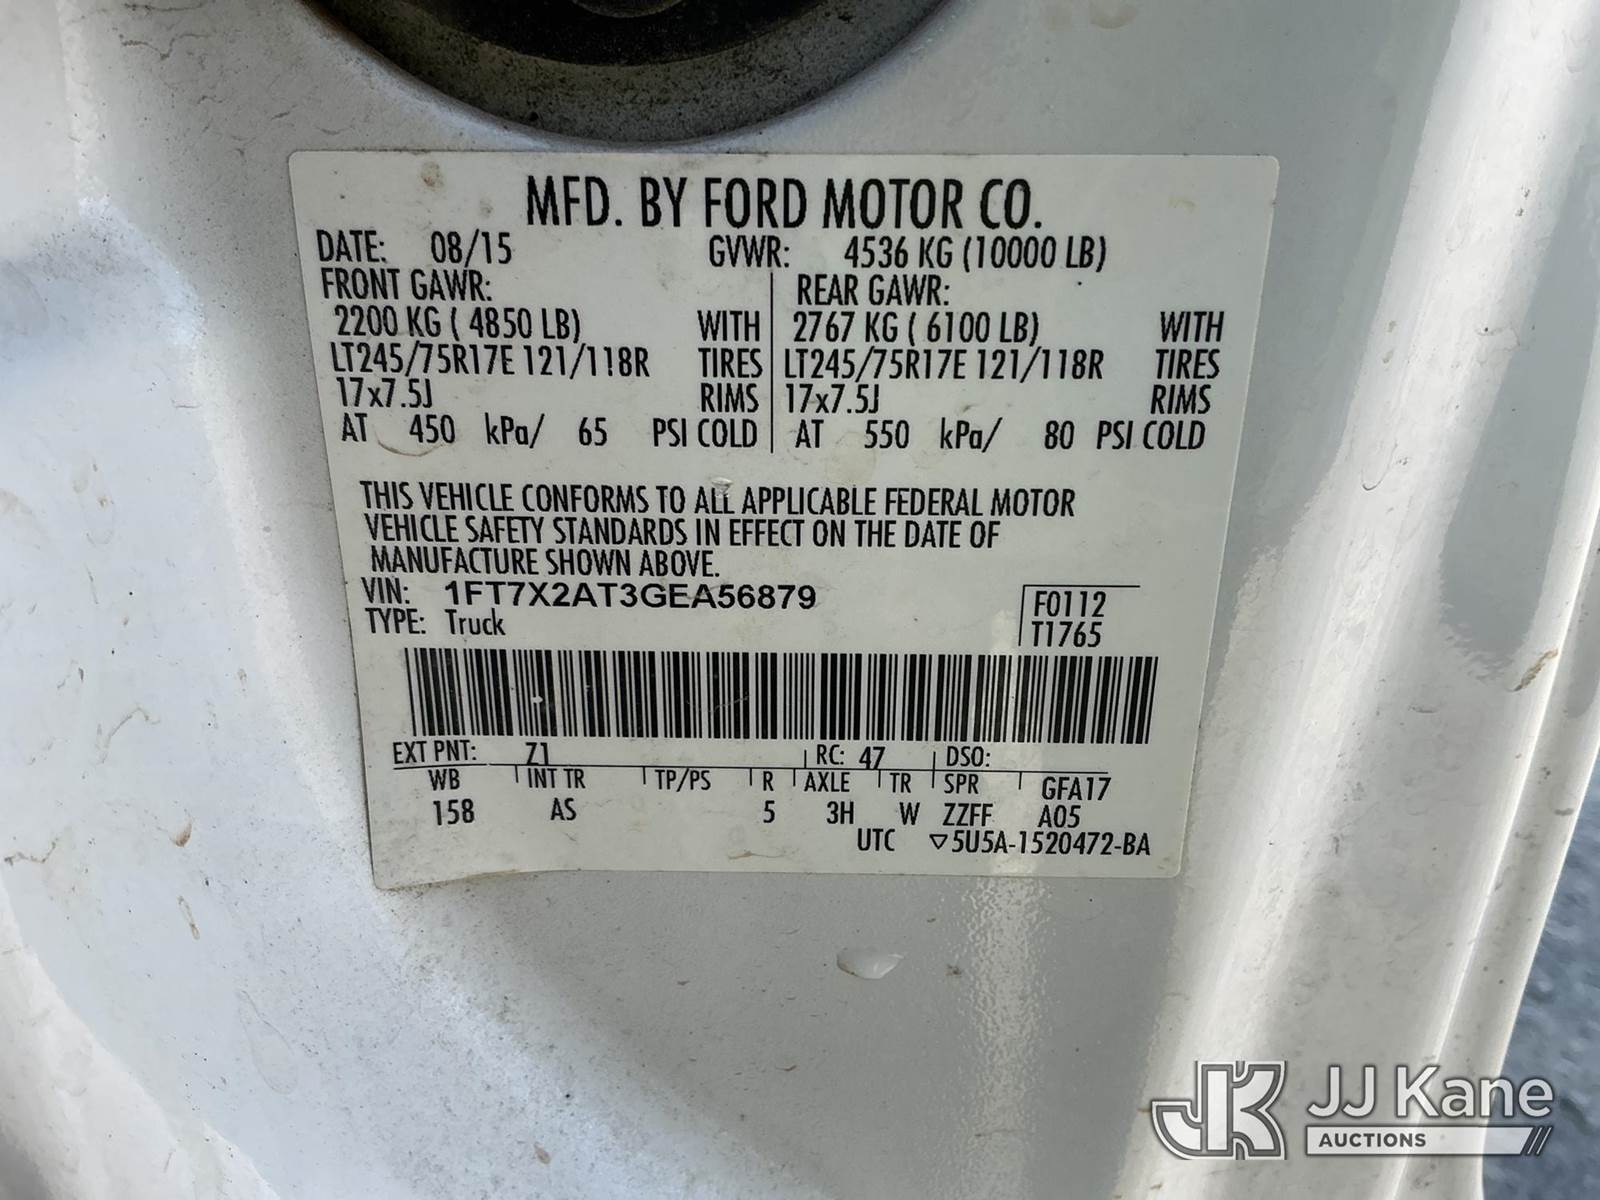 MFD. BY FORD MOTOR CO.
DATE: 08/15 GVWR: 4536 KG (10000 LB)
FRONT GAWR: REAR GAWR:
2200 KG ( 4850 LB) WITH 2767 KG ( 6100 LB) WITH
LT245/75R17E 121/118R TIRES LT245/75R17E 121/118R TIRES
17x7.5J RIMS 17x7.5J RIMS
AT 450 kPa/ 65 PSI COLD AT 550 kPa/ 80 PSI COLD
THIS VEHICLE CONFORMS TO ALL APPLICABLE FEDERAL MOTOR
VEHICLE SAFETY STANDARDS IN EFFECT ON THE DATE OF
MANUFACTURE SHOWN ABOVE.
VIN: 1FT7X2AT3GEA56879 F0112
TYPE: Truck T1765
EXT PNT: Z1 RC: 47 DSO:
WB INT TR TP/PS R AXLE TR SPR GFA17
158 AS 5 3H W ZZFF A05
UTC ▽5U5A-1520472-BA
JK JJ Kane
AUCTIONS